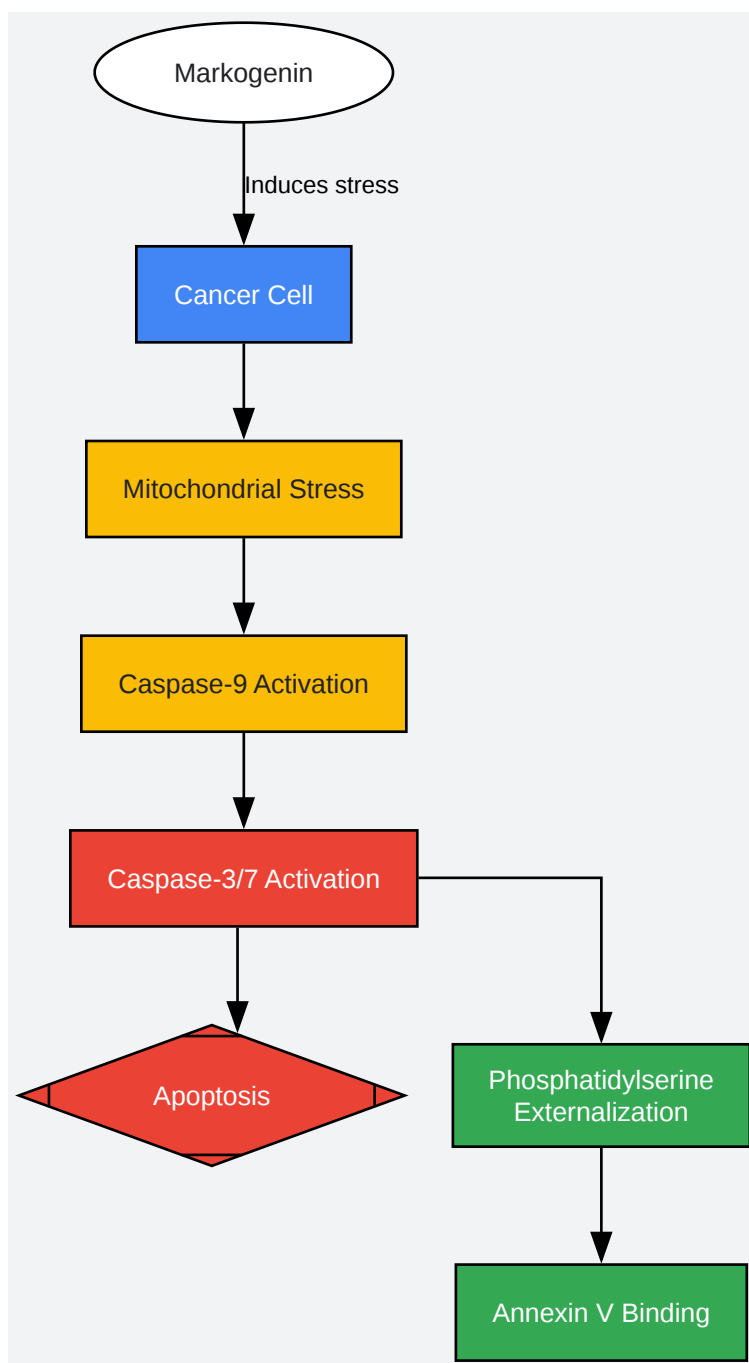 Markogenin
Induces stress
Cancer Cell
Mitochondrial Stress
Caspase-9 Activation
Caspase-3/7 Activation
Apoptosis
Phosphatidylserine
Externalization
Annexin V Binding